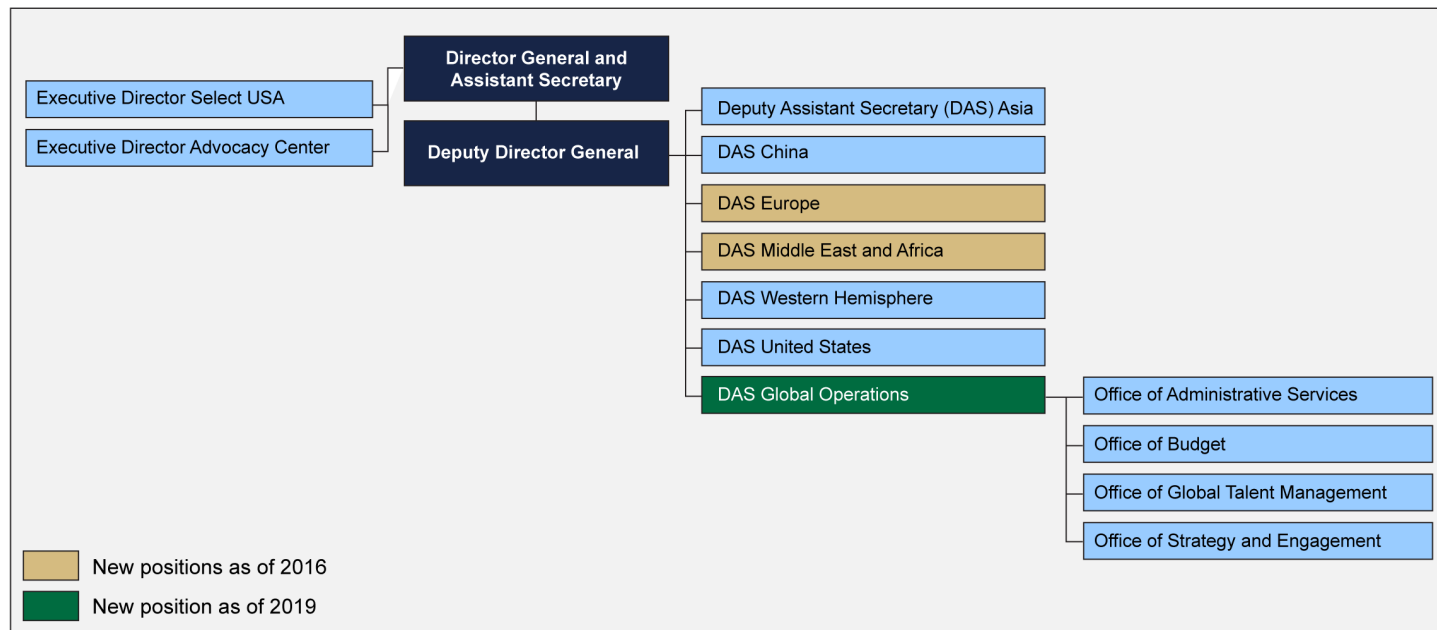 Director General and
Assistant Secretary
Executive Director Select USA
Executive Director Advocacy Center
Deputy Director General
Deputy Assistant Secretary (DAS) Asia
DAS China
DAS Europe
DAS Middle East and Africa
DAS Western Hemisphere
DAS United States
DAS Global Operations
Office of Administrative Services
Office of Budget
Office of Global Talent Management
Office of Strategy and Engagement
New positions as of 2016
New position as of 2019